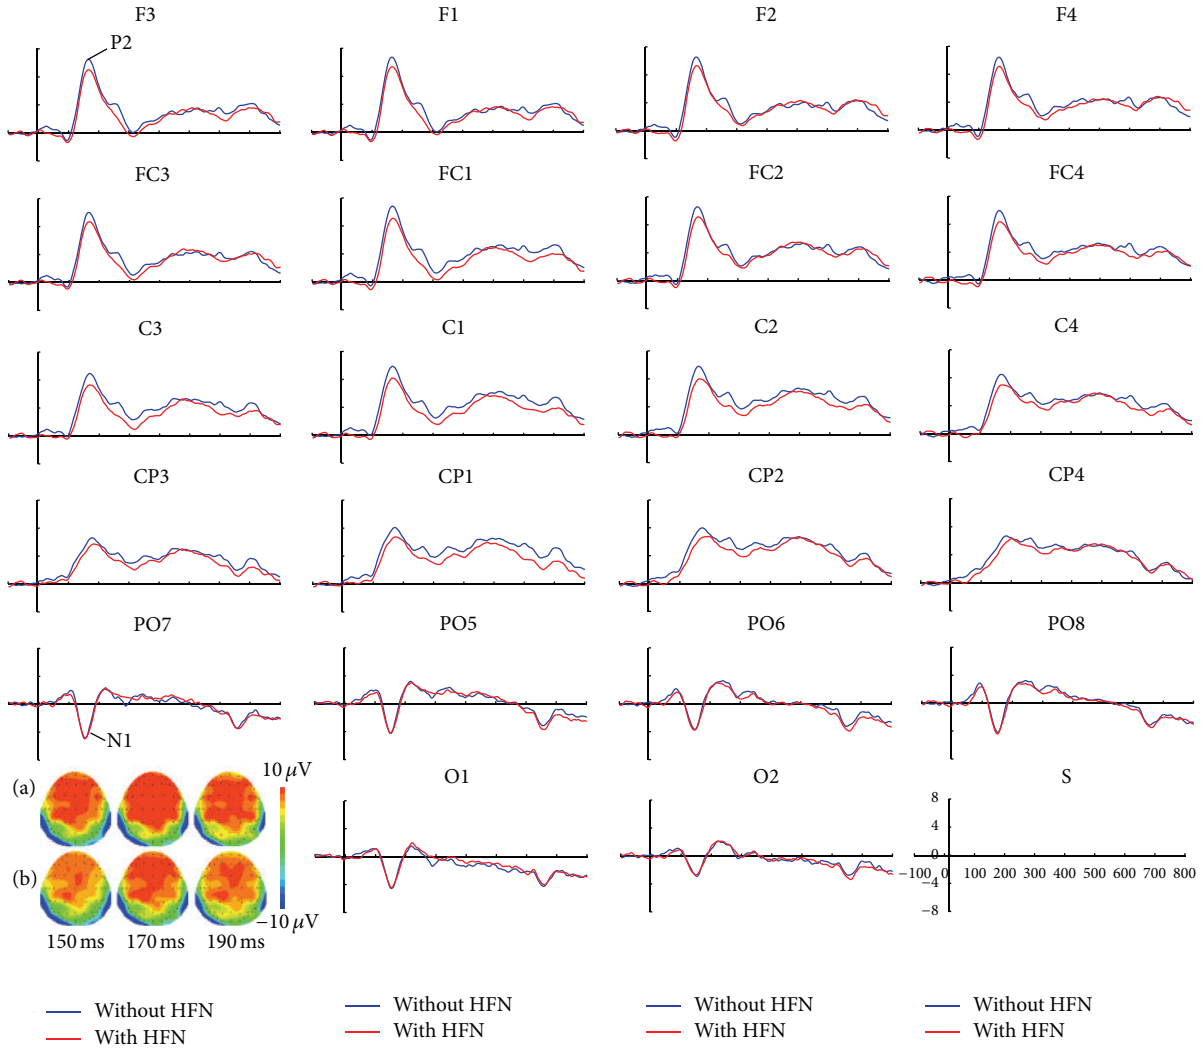 F3 F1 F2 F4
P2
FC3 FC1 FC2 FC4
C3 C1 C2 C4
CP3 CP1 CP2 CP4
PO7 PO5 PO6 PO8
N1
(a)
10 μV
(b)
−10 μV
150 ms 170 ms 190 ms
O1 O2 S
8
4
0
−4
−8
−100 0 100 200 300 400 500 600 700 800
Without HFN Without HFN Without HFN Without HFN
With HFN With HFN With HFN With HFN